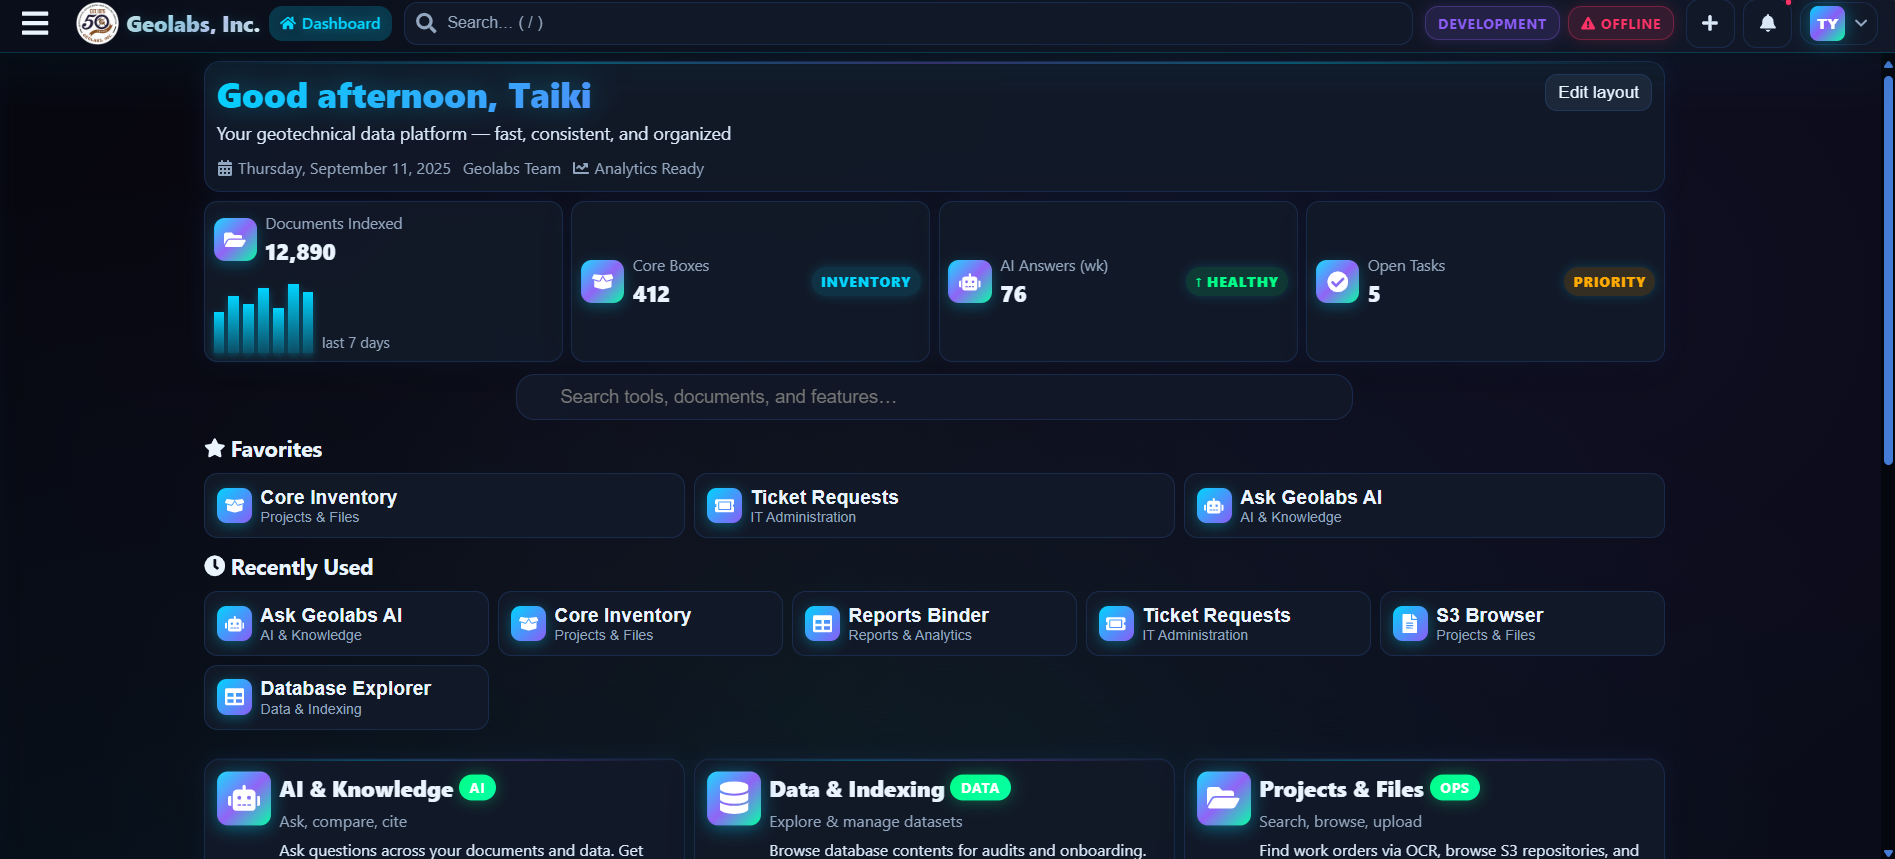 Geolabs, Inc.
Dashboard
Search... ( / )
DEVELOPMENT
OFFLINE
TY
Good afternoon, Taiki
Edit layout
Your geotechnical data platform — fast, consistent, and organized
Thursday, September 11, 2025 Geolabs Team Analytics Ready
Documents Indexed
12,890
last 7 days
Core Boxes
412
INVENTORY
AI Answers (wk)
76
↑ HEALTHY
Open Tasks
5
PRIORITY
Search tools, documents, and features...
Favorites
Core Inventory
Projects & Files
Ticket Requests
IT Administration
Ask Geolabs AI
AI & Knowledge
Recently Used
Ask Geolabs AI
AI & Knowledge
Core Inventory
Projects & Files
Reports Binder
Reports & Analytics
Ticket Requests
IT Administration
S3 Browser
Projects & Files
Database Explorer
Data & Indexing
AI & Knowledge AI
Ask, compare, cite
Ask questions across your documents and data. Get
Data & Indexing DATA
Explore & manage datasets
Browse database contents for audits and onboarding.
Projects & Files OPS
Search, browse, upload
Find work orders via OCR, browse S3 repositories, and